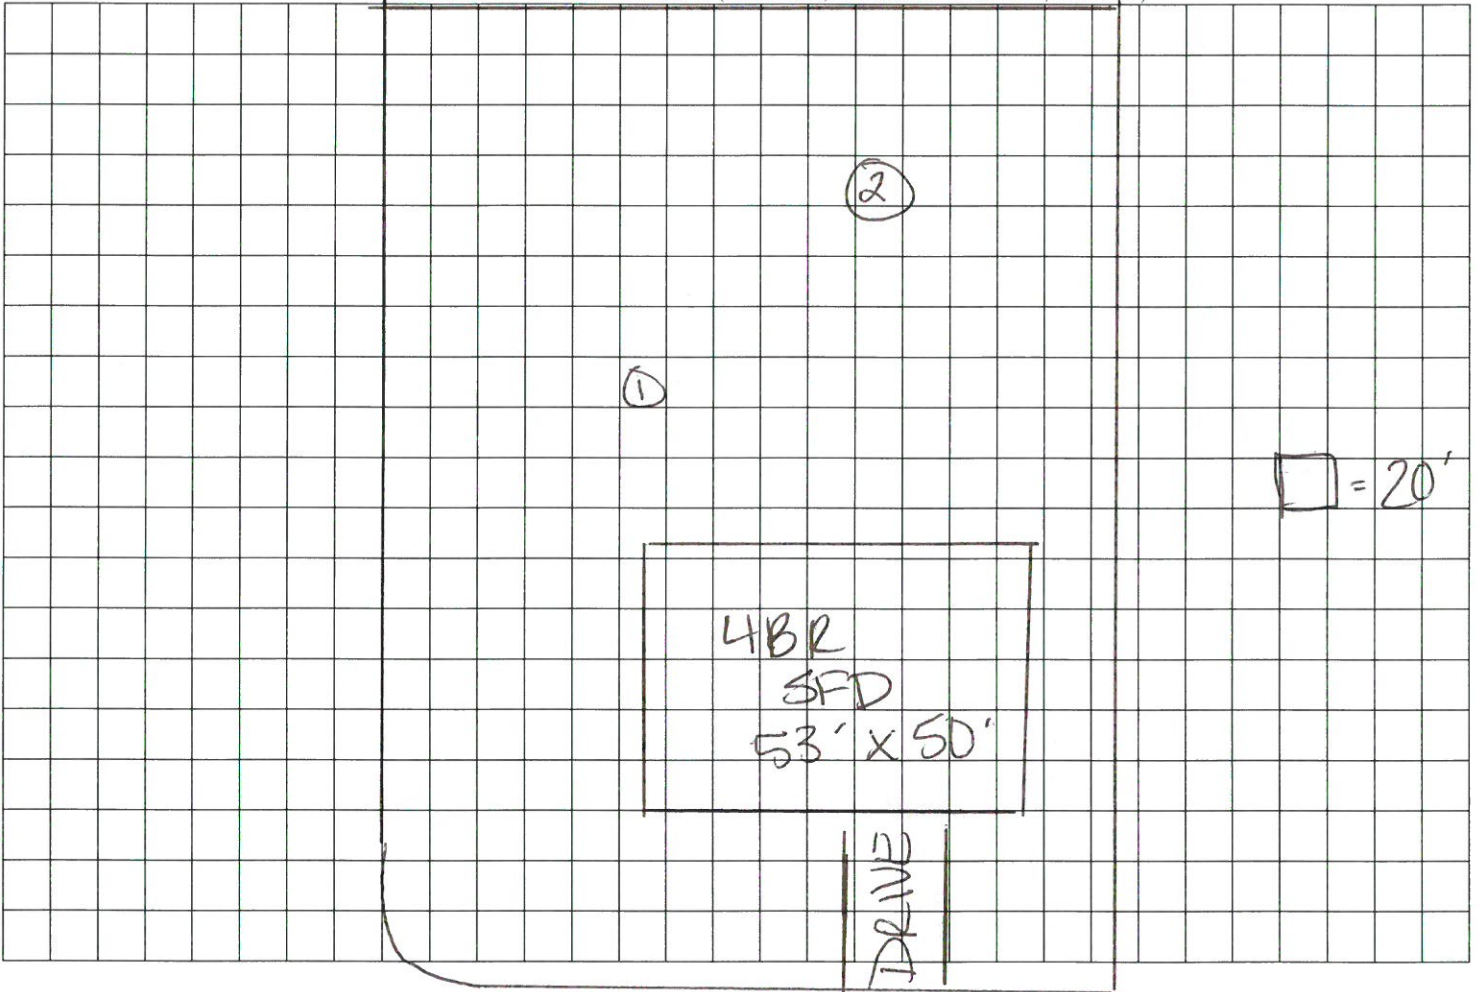 ②
①
□ = 20'
4BR
SFD
53' x 50'
DRIVE